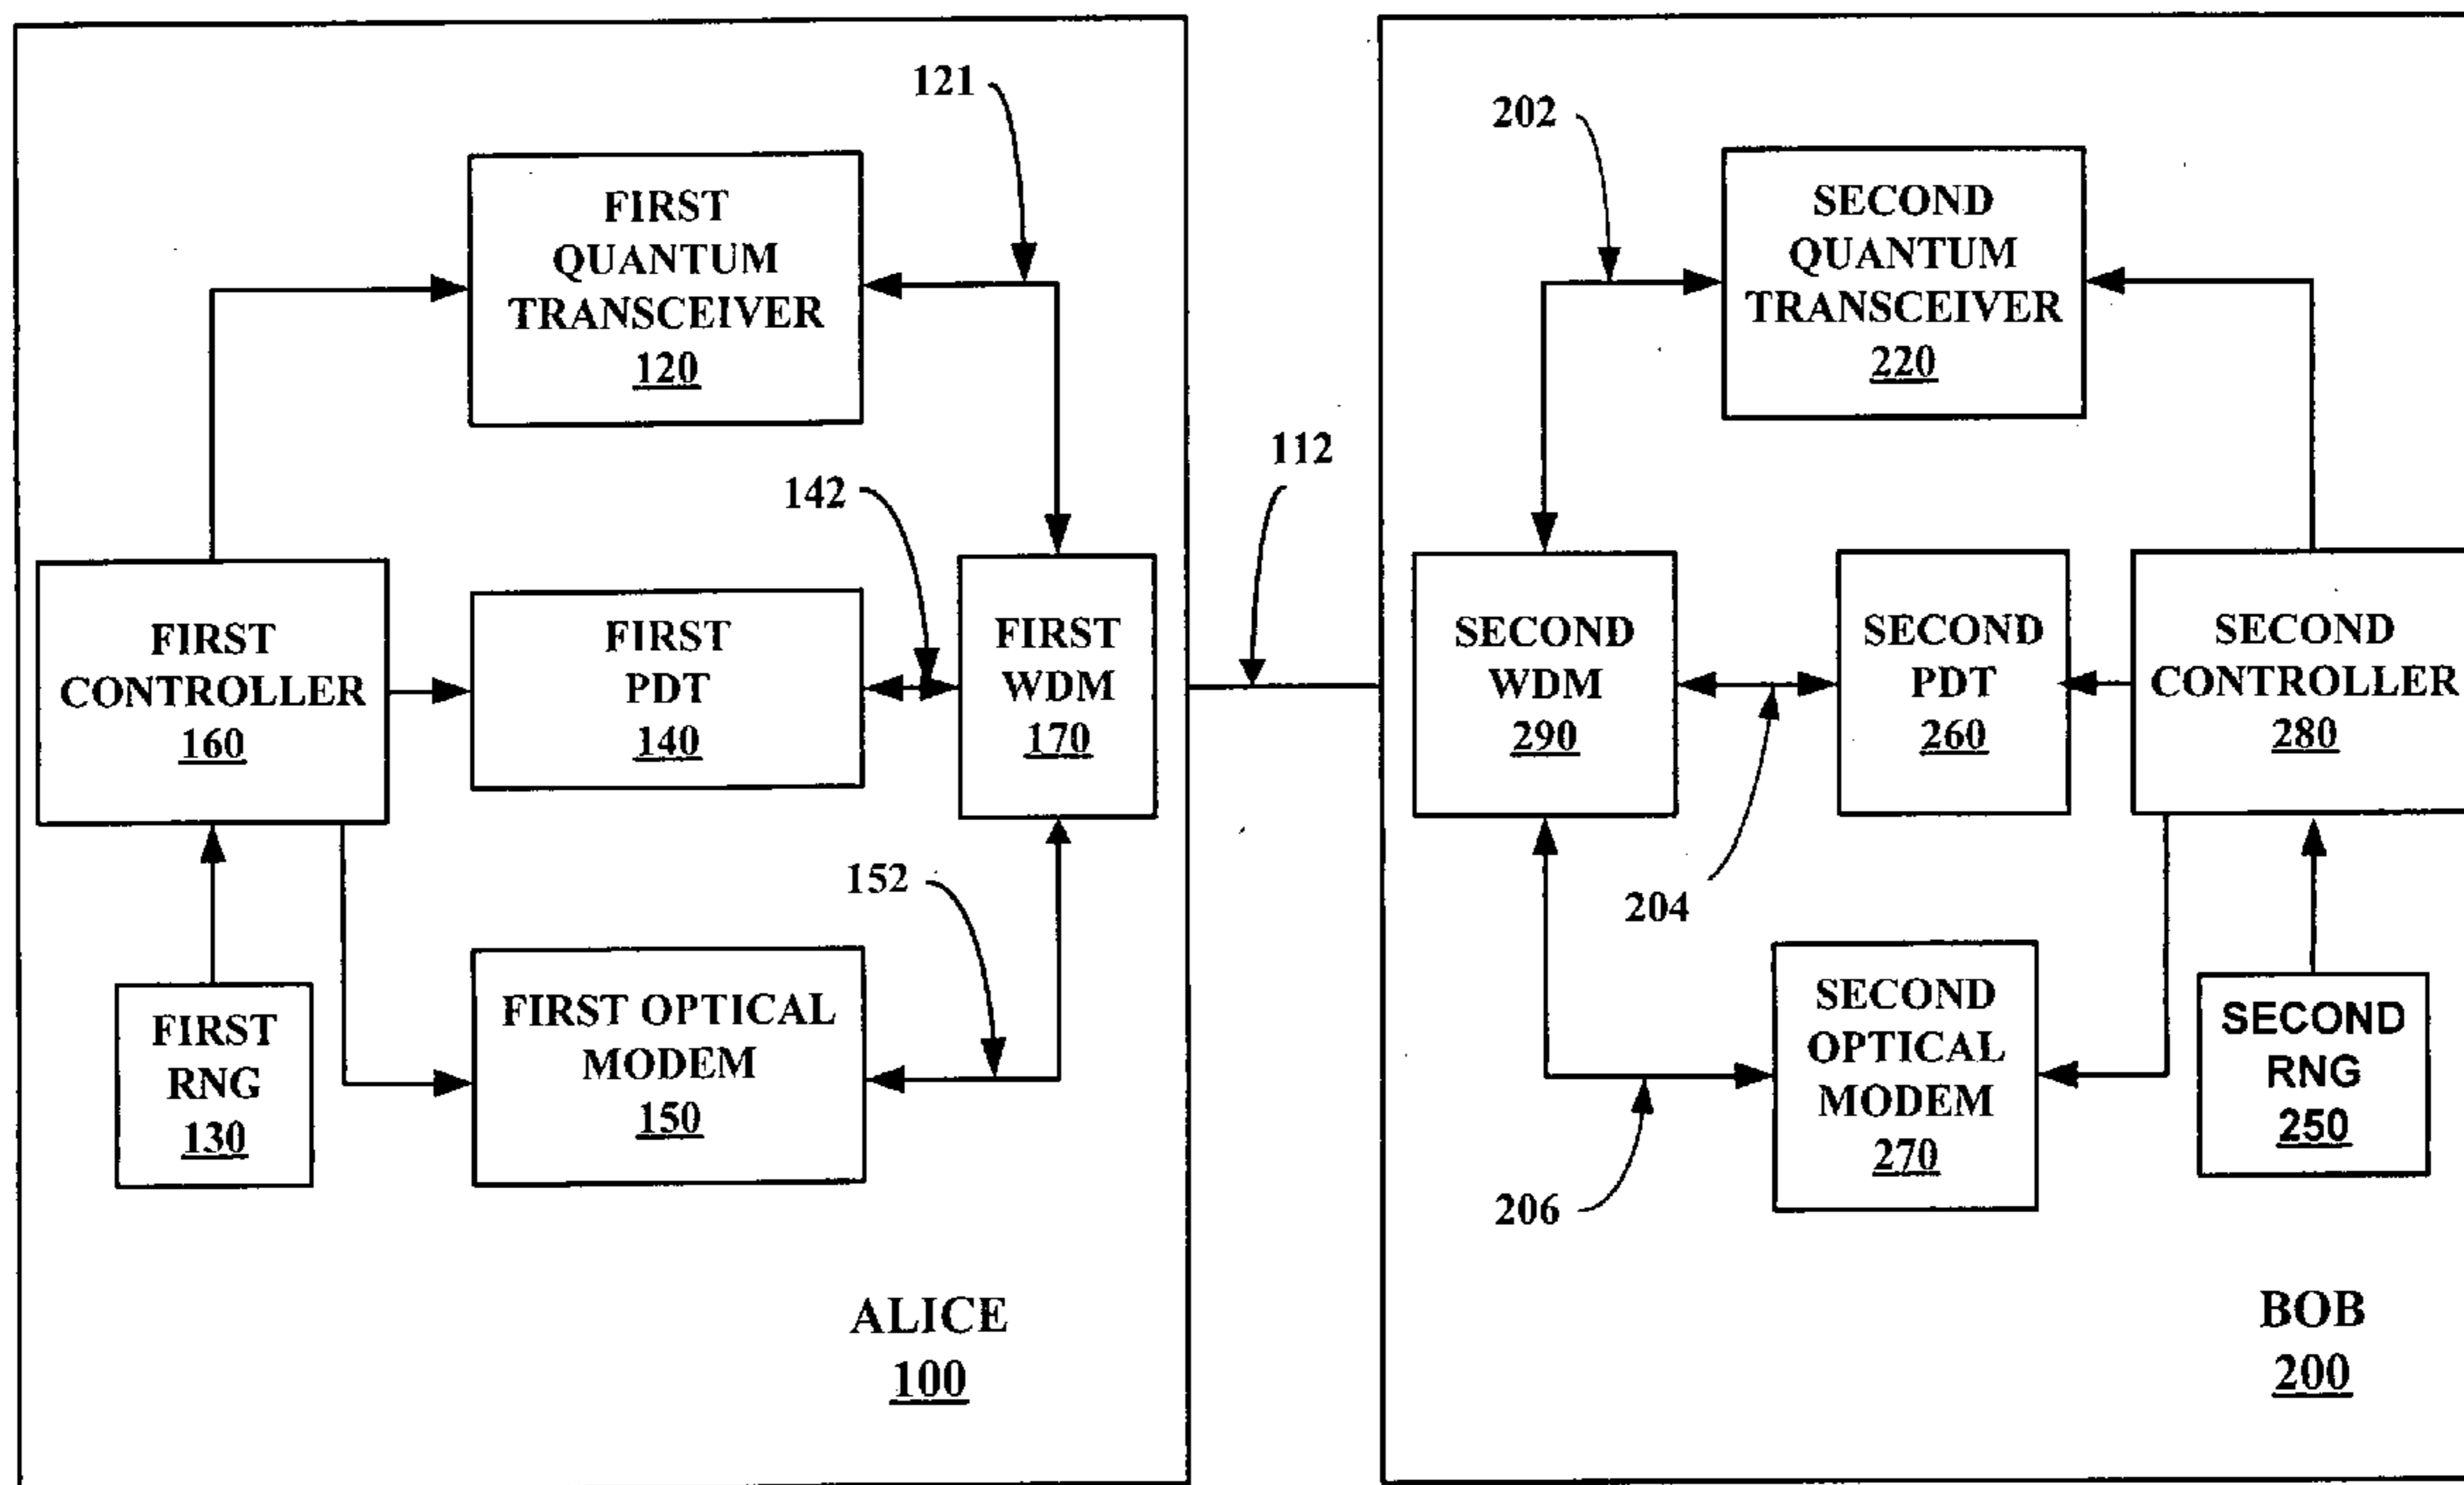 121
FIRST
QUANTUM
TRANSCEIVER
120
142
FIRST
CONTROLLER
160
FIRST
PDT
140
FIRST
WDM
170
152
FIRST
RNG
130
FIRST OPTICAL
MODEM
150
ALICE
100
112
202
SECOND
QUANTUM
TRANSCEIVER
220
SECOND
WDM
290
SECOND
PDT
260
SECOND
CONTROLLER
280
204
206
SECOND
OPTICAL
MODEM
270
SECOND
RNG
250
BOB
200